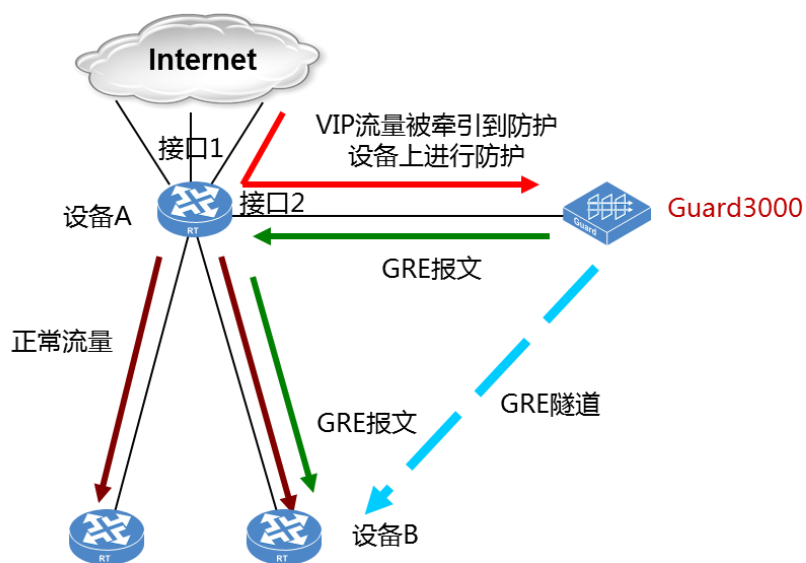 Internet
接口1
VIP流量被牵引到防护
设备上进行防护
设备A
接口2
RT
Guard
Guard3000
GRE报文
正常流量
GRE报文
GRE隧道
RT
RT
设备B